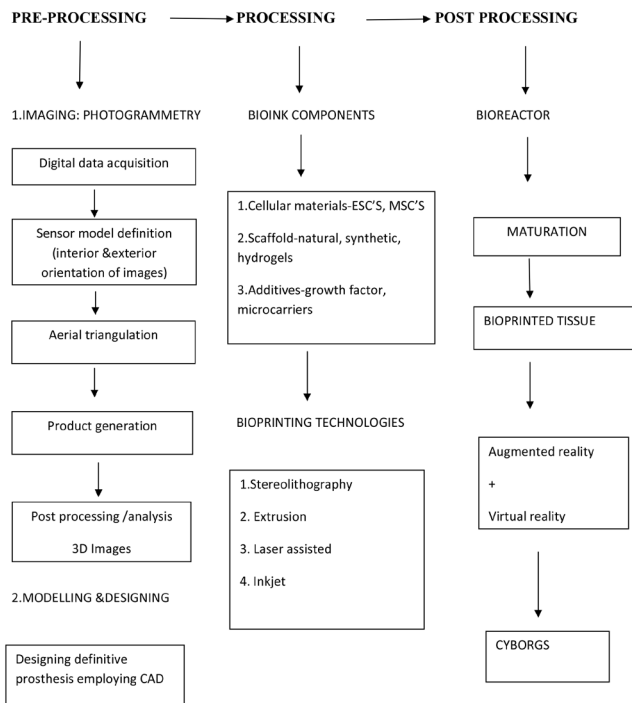 PRE-PROCESSING
PROCESSING
POST PROCESSING
1.IMAGING: PHOTOGRAMMETRY
Digital data acquisition
Sensor model definition
(interior &exterior
orientation of images)
Aerial triangulation
Product generation
Post processing /analysis
3D Images
2.MODELLING &DESIGNING
Designing definitive
prosthesis employing CAD
BIOINK COMPONENTS
1.Cellular materials-ESC'S, MSC'S
2.Scaffold-natural, synthetic,
hydrogels
3.Additives-growth factor,
microcarriers
BIOPRINTING TECHNOLOGIES
1.Stereolithography
2. Extrusion
3. Laser assisted
4. Inkjet
BIOREACTOR
MATURATION
BIOPRINTED TISSUE
Augmented reality
+
Virtual reality
CYBORGS